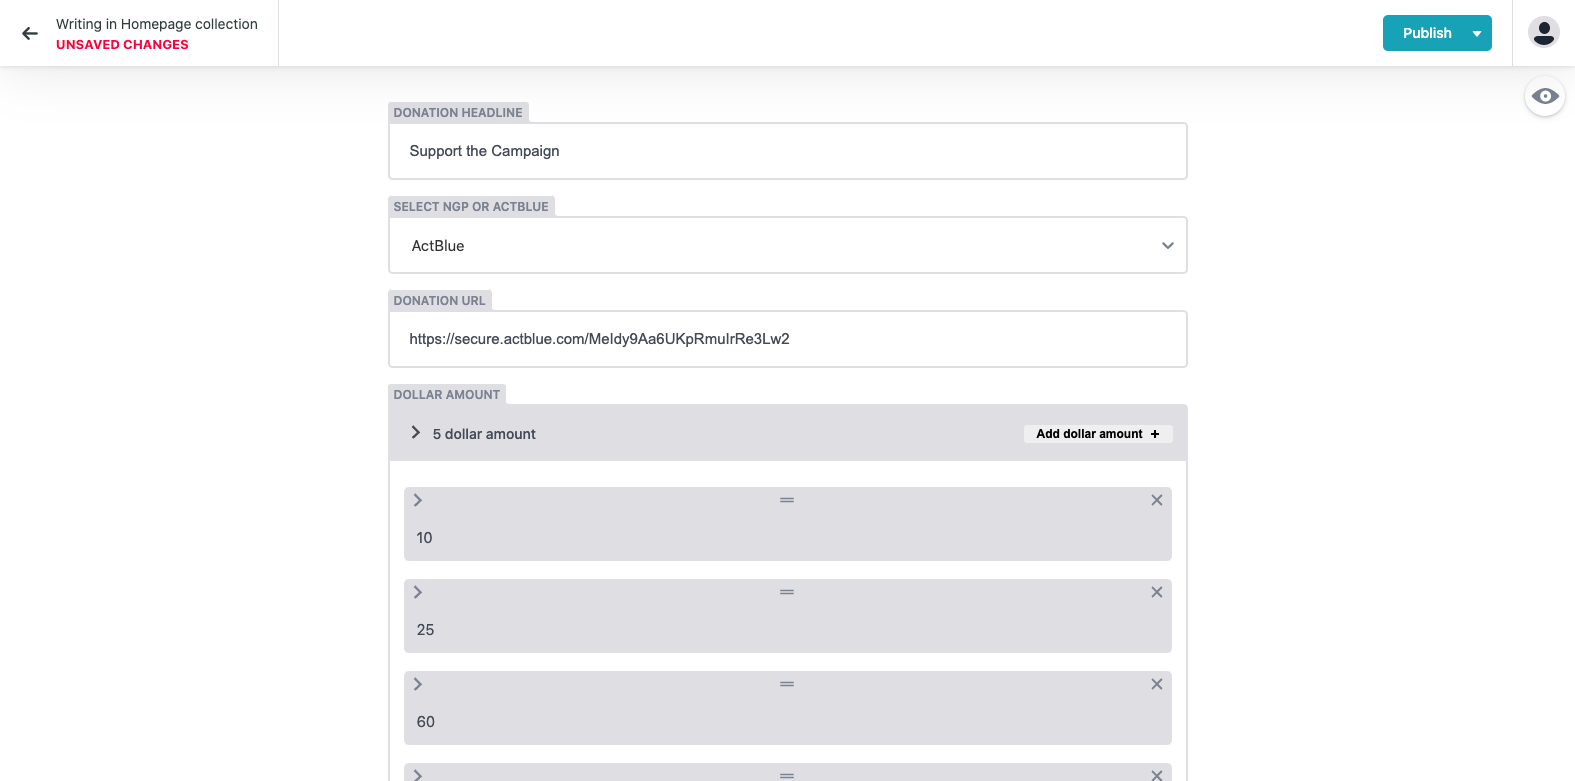 Writing in Homepage collection
UNSAVED CHANGES
Publish
DONATION HEADLINE
Support the Campaign
SELECT NGP OR ACTBLUE
ActBlue
DONATION URL
https://secure.actblue.com/MeIdy9Aa6UKpRmuIrRe3Lw2
DOLLAR AMOUNT
5 dollar amount
Add dollar amount +
10
25
60